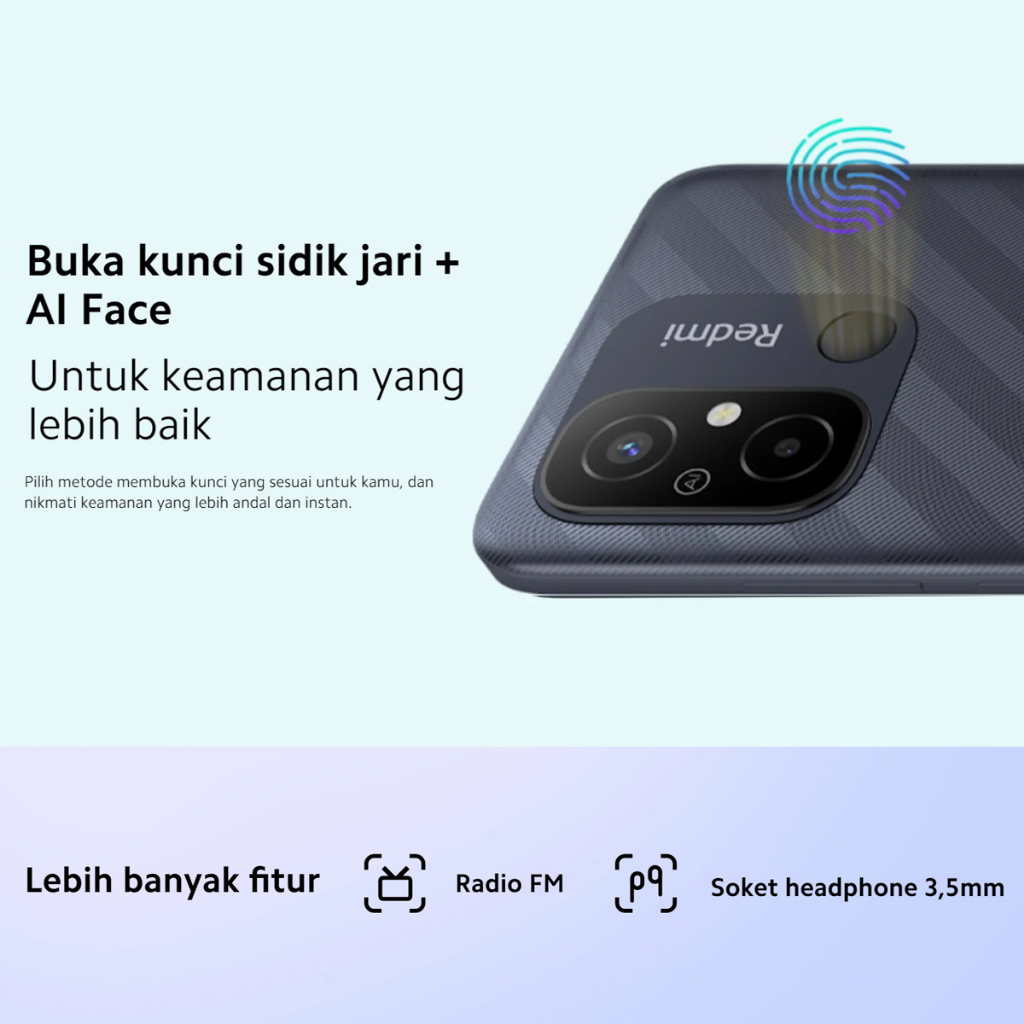 Buka kunci sidik jari +
AI Face
Untuk keamanan yang
lebih baik
Pilih metode membuka kunci yang sesuai untuk kamu, dan
nikmati keamanan yang lebih andal dan instan.
Redmi
AI
Lebih banyak fitur
Radio FM
Soket headphone 3,5mm